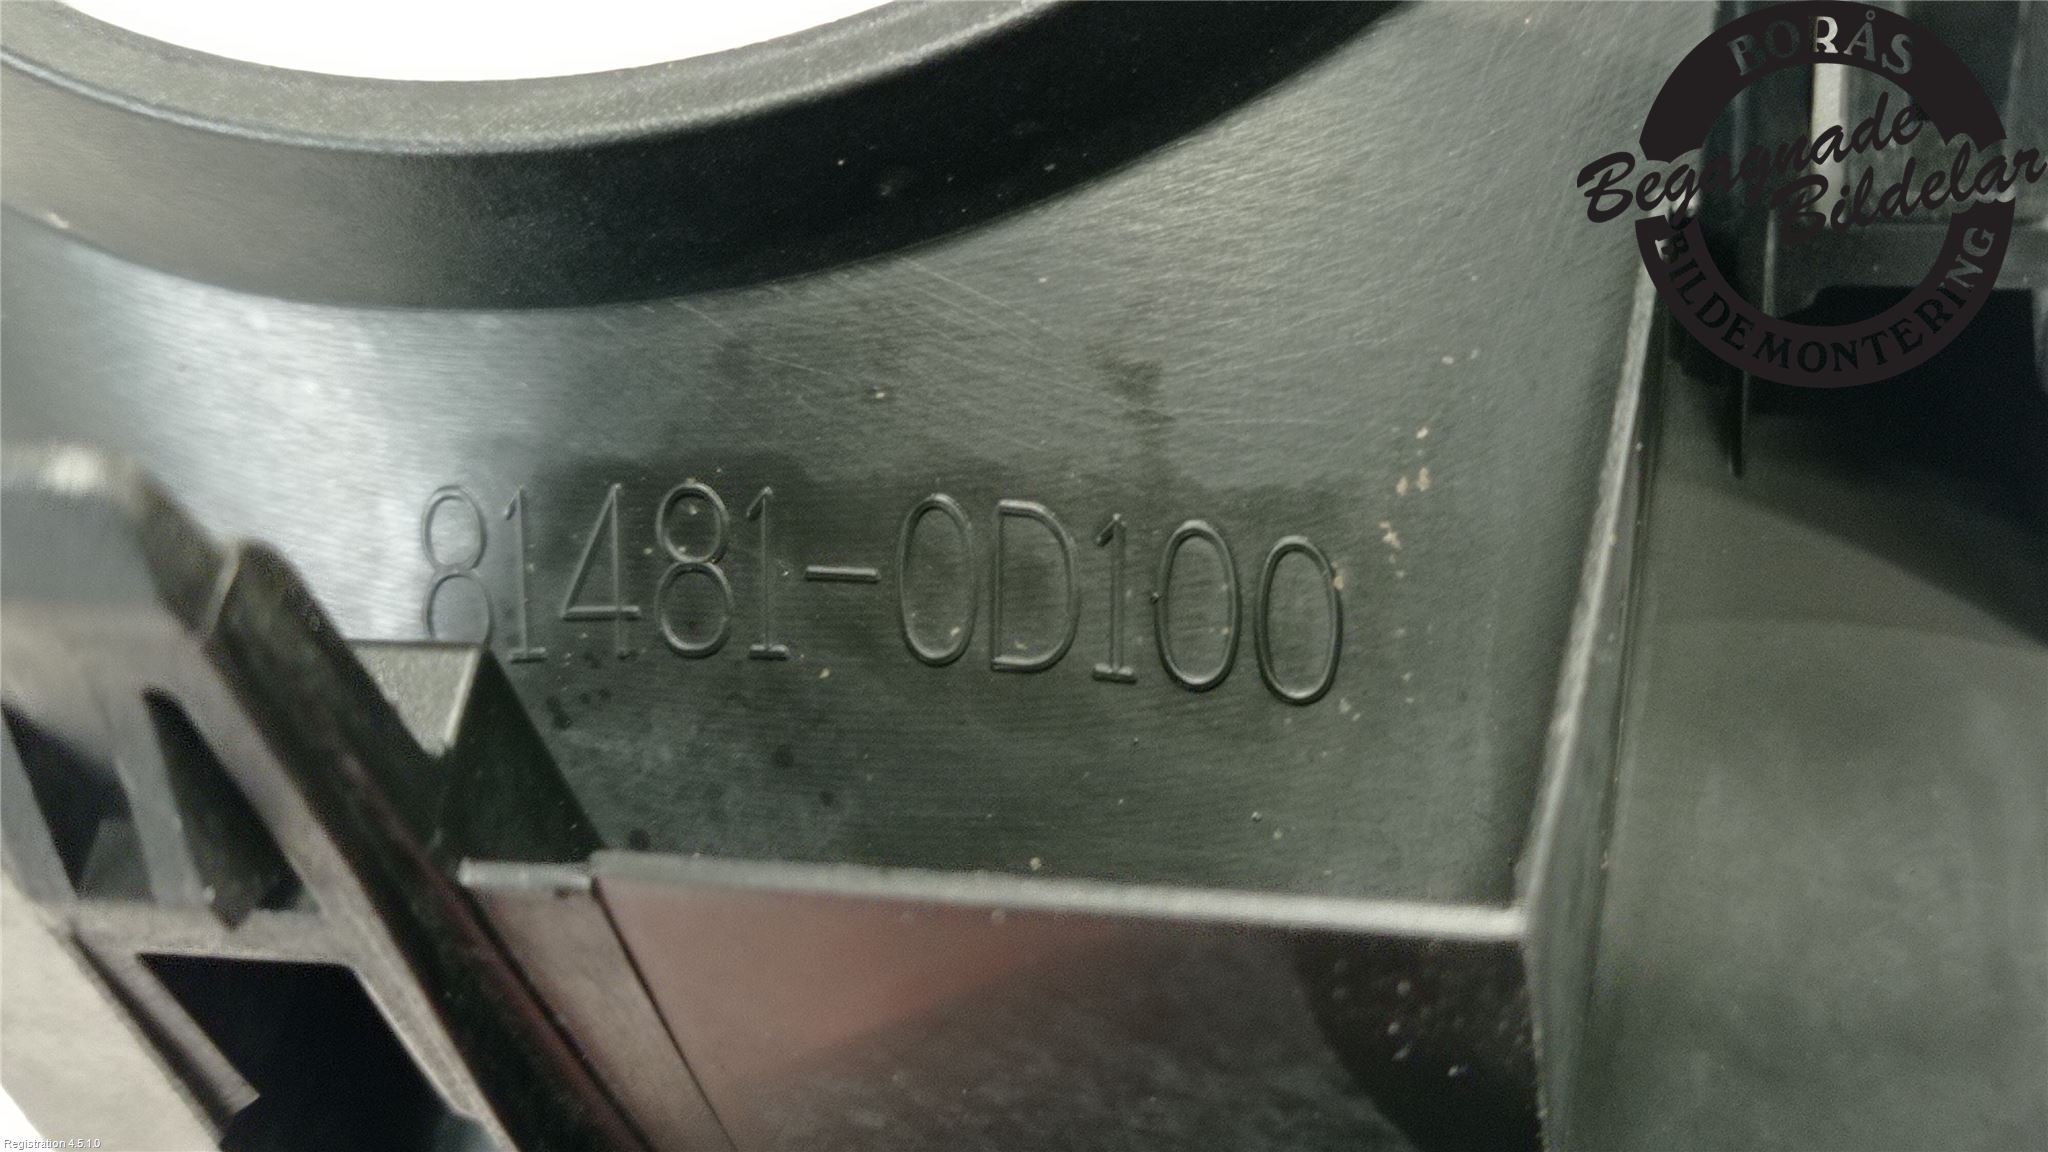 BORÅS
Begagnade
Bildelar
BILDEMONTERING
81481-0D100
Registration 4.5.1.0